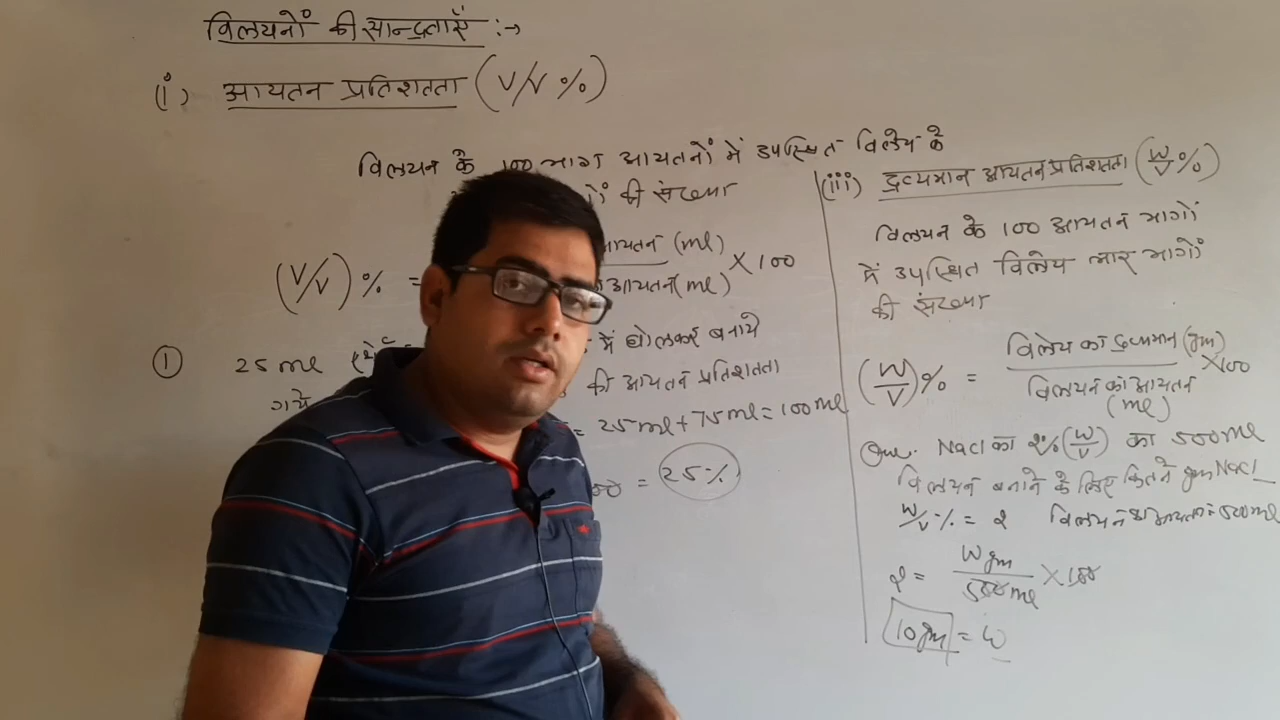 विलयनों की सान्द्रताएँ :→
(i) आयतन प्रतिशतता (V/V %)
विलयन के 100 भाग आयतनों में उपस्थित विलेय के
की संख्या
(V/V) % =
आयतन (ml)
आयतन(ml) × 100
① 25 ml
में घोलकर बनाये
गये
की आयतन प्रतिशतता
= 25 ml + 75 ml = 100 ml
= 25%
(iii) द्रव्यमान आयतन प्रतिशतता (W/V %)
विलयन के 100 आयतन भागों
में उपस्थित विलेय भार भागों
की संख्या
(W/V) % = विलेय का द्रव्यमान (gm) ×100
विलयन का आयतन
(ml)
Que. NaCl का 2% (W/V) का 500 ml
विलयन बनाने के लिए कितने gm NaCl
W/V % = 2 विलयन का आयतन = 500 ml
2 = W gm / 500 ml × 100
10 gm = W